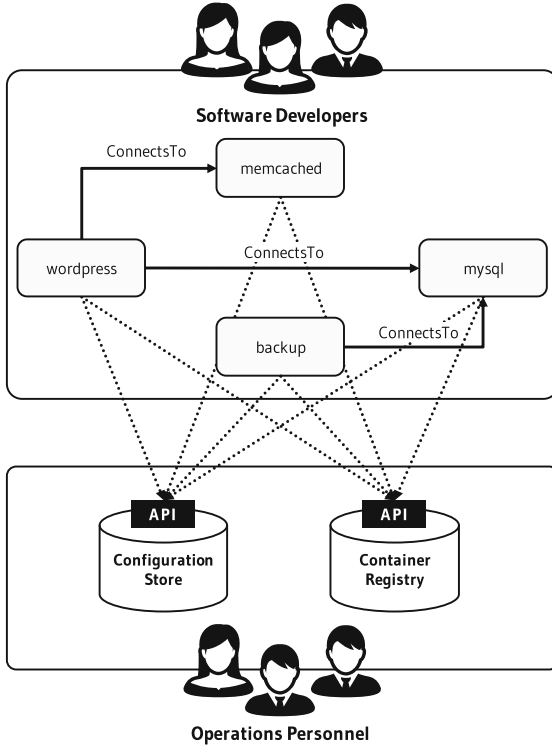 Software Developers
ConnectsTo
memcached
ConnectsTo
wordpress
mysql
ConnectsTo
backup
API
API
Configuration
Store
Container
Registry
Operations Personnel